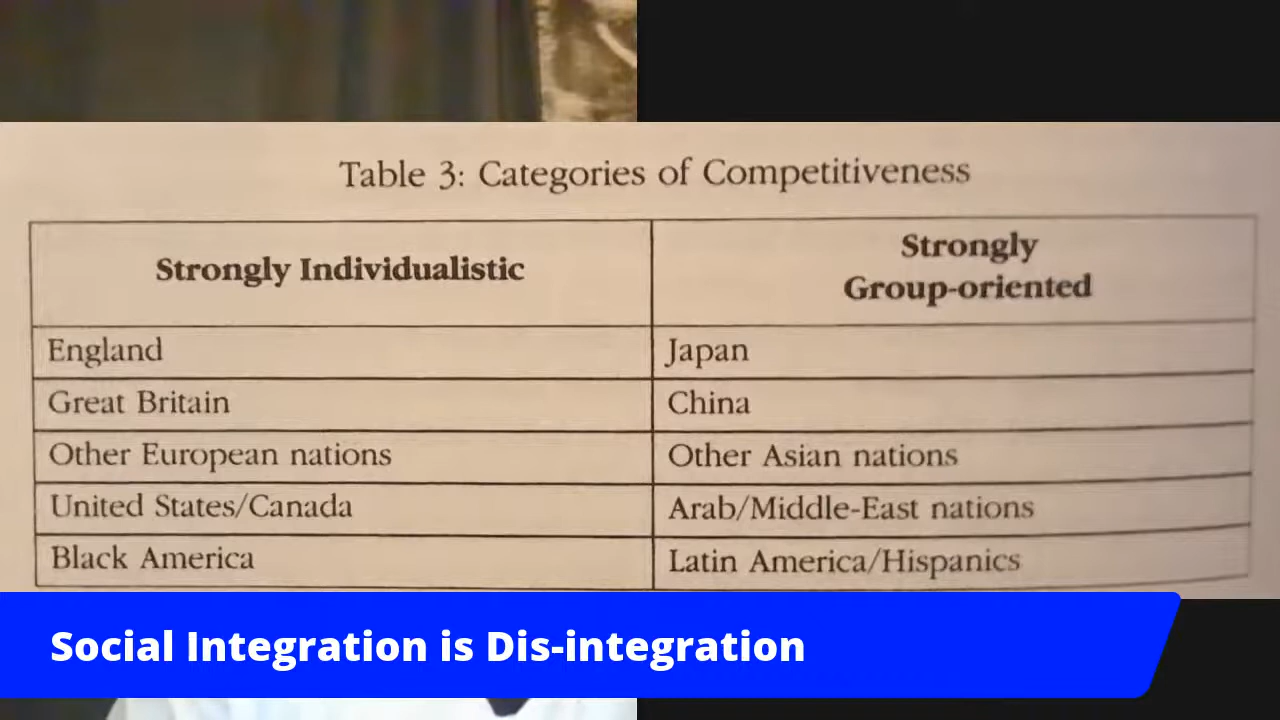 Table 3: Categories of Competitiveness
Strongly Individualistic
Strongly
Group-oriented
England
Japan
Great Britain
China
Other European nations
Other Asian nations
United States/Canada
Arab/Middle-East nations
Black America
Latin America/Hispanics
Social Integration is Dis-integration